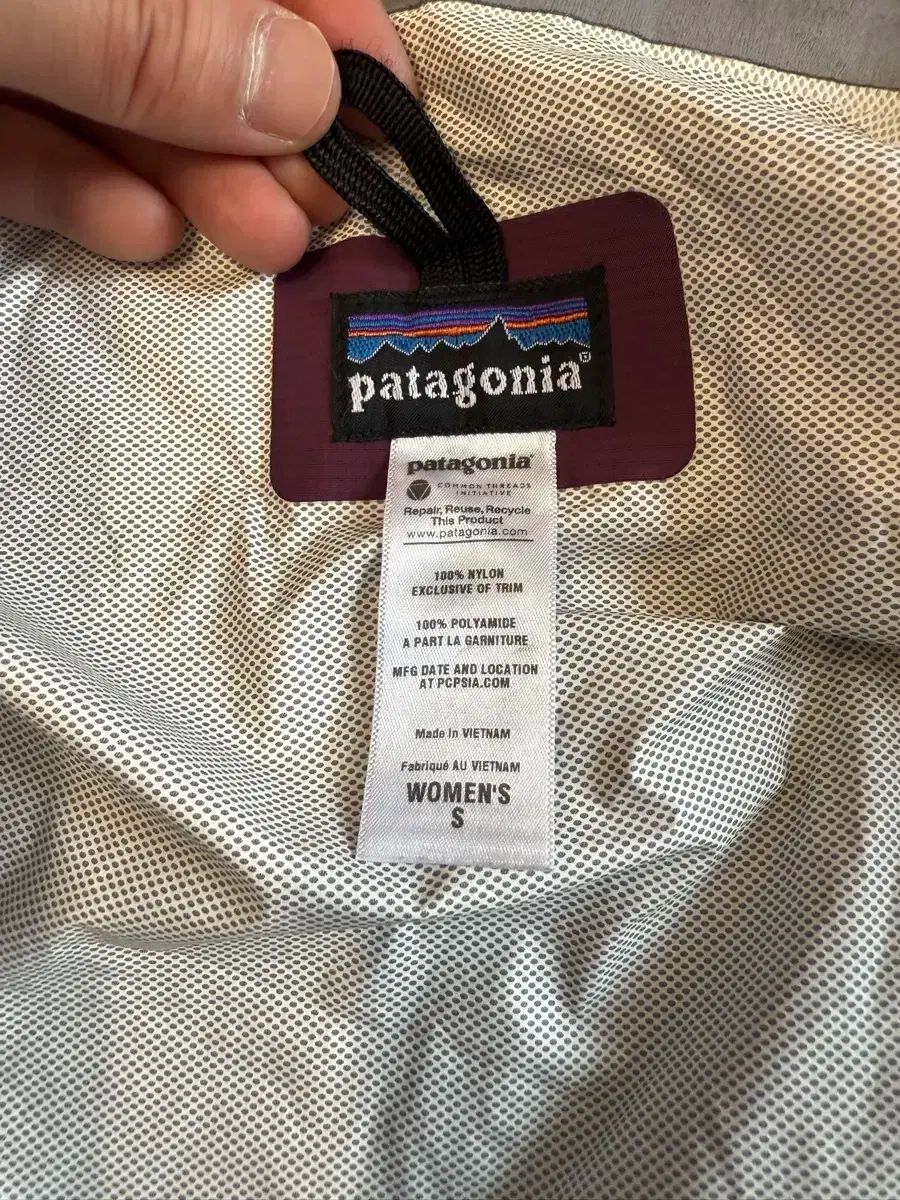 patagonia®
patagonia®
COMMON THREADS
INITIATIVE
Repair, Reuse, Recycle
This Product
www.patagonia.com
100% NYLON
EXCLUSIVE OF TRIM
100% POLYAMIDE
A PART LA GARNITURE
MFG DATE AND LOCATION
AT PCPSIA.COM
Made in VIETNAM
Fabriqué AU VIETNAM
WOMEN'S
S